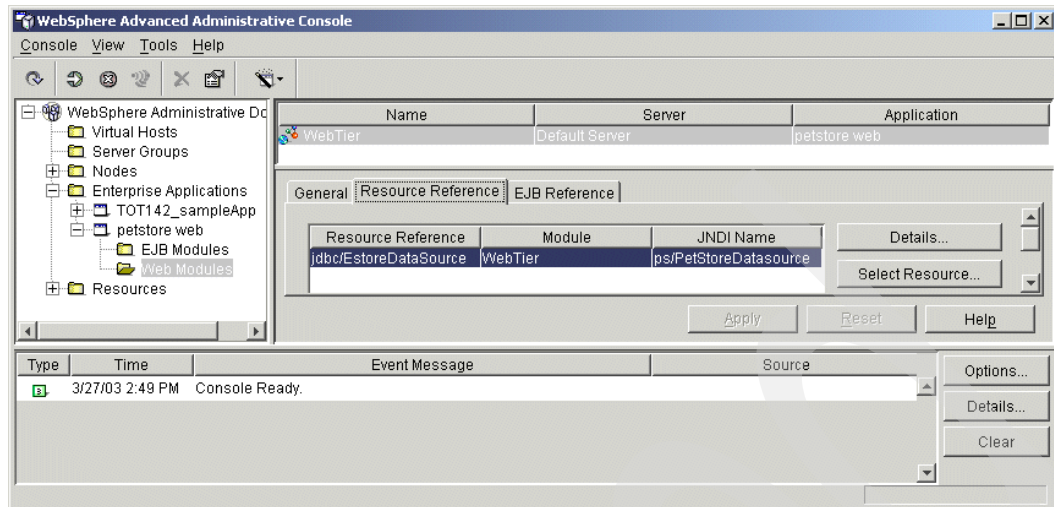 WebSphere Advanced Administrative Console
Console View Tools Help
WebSphere Administrative Do
Virtual Hosts
Server Groups
Nodes
Enterprise Applications
TOT142_sampleApp
petstore web
EJB Modules
Web Modules
Resources
Name Server Application
WebTier Default Server petstore web
General Resource Reference EJB Reference
Resource Reference Module JNDI Name
jdbc/EstoreDataSource WebTier ps/PetStoreDatasource
Details...
Select Resource...
Apply Reset Help
Type Time Event Message Source
3/27/03 2:49 PM Console Ready.
Options...
Details...
Clear